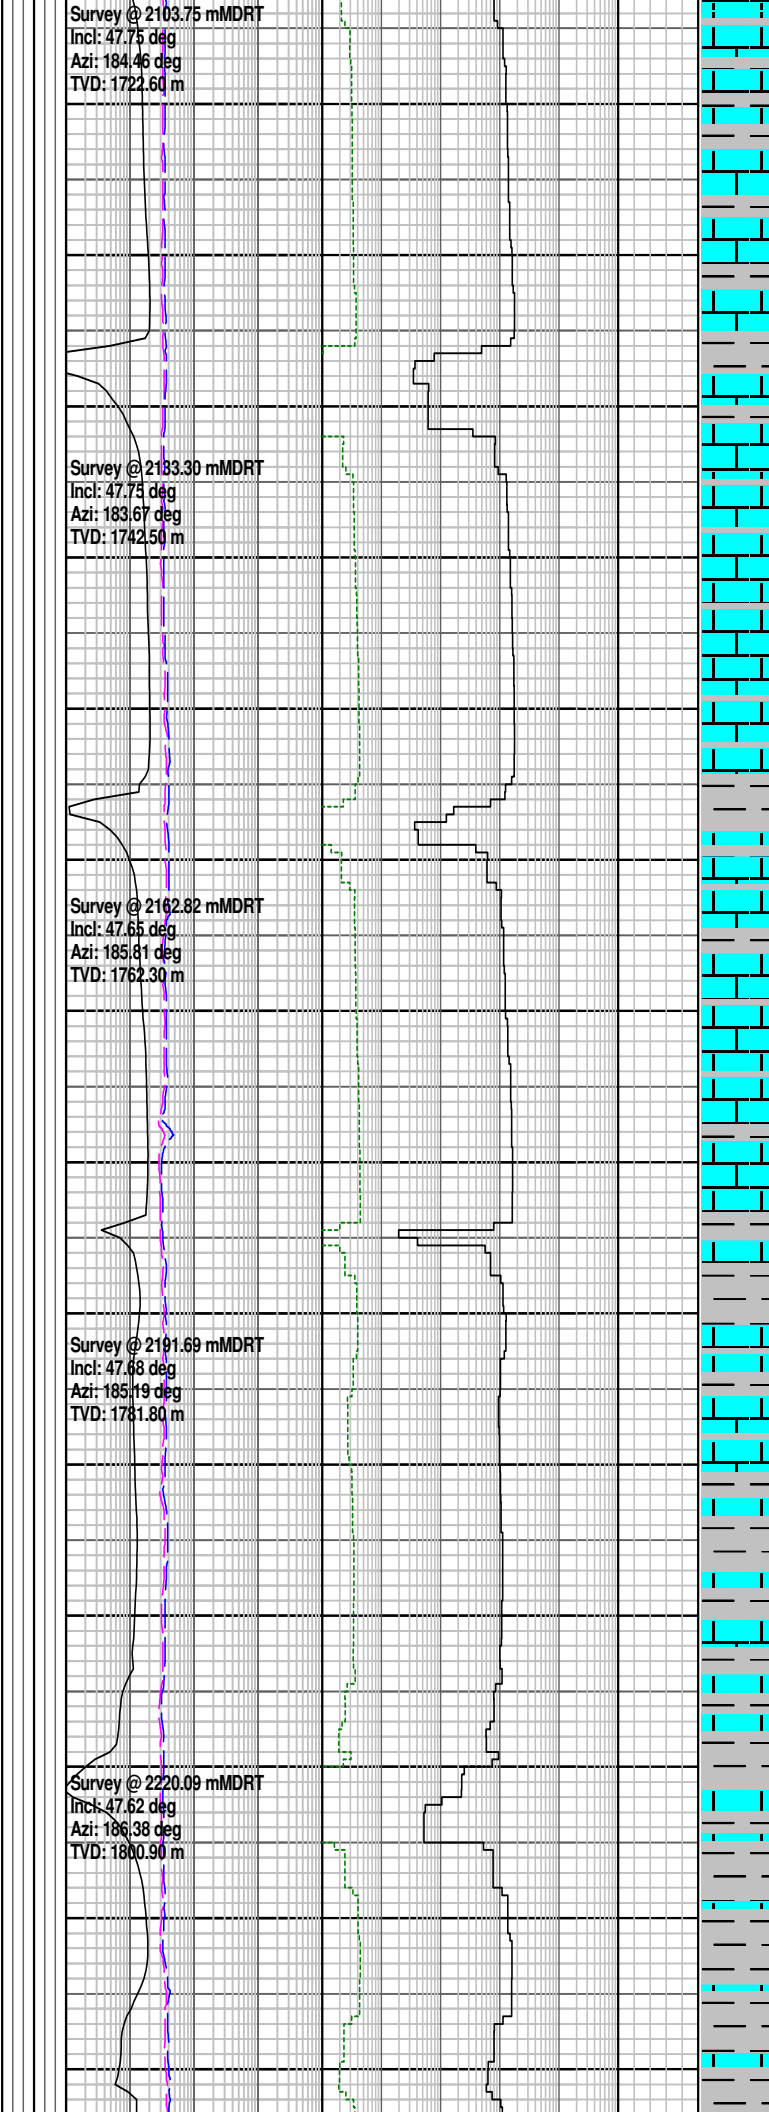 Survey @ 2103.75 mMDRT
Incl: 47.75 deg
Azi: 184.46 deg
TVD: 1722.60 m
Survey @ 2133.30 mMDRT
Incl: 47.75 deg
Azi: 183.67 deg
TVD: 1742.50 m
Survey @ 2162.82 mMDRT
Incl: 47.65 deg
Azi: 185.81 deg
TVD: 1762.30 m
Survey @ 2191.69 mMDRT
Incl: 47.68 deg
Azi: 185.19 deg
TVD: 1781.80 m
Survey @ 2220.09 mMDRT
Incl: 47.62 deg
Azi: 186.38 deg
TVD: 1800.90 m